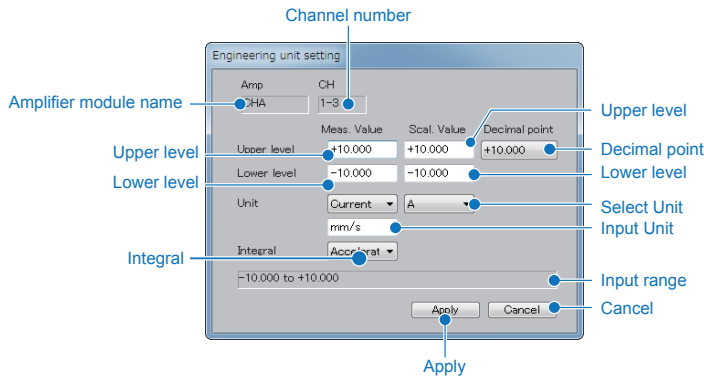 Channel number
Engineering unit setting
Amp CH
Amplifier module name CHA 1-3
Upper level
Meas. Value Scal. Value Decimal point
Upper level Upper level +10.000 +10.000 +10.000 Decimal point
Lower level Lower level -10.000 -10.000 Lower level
Unit Current A Select Unit
mm/s Input Unit
Integral Integral Accelerat
-10.000 to +10.000 Input range
Apply Cancel Cancel
Apply